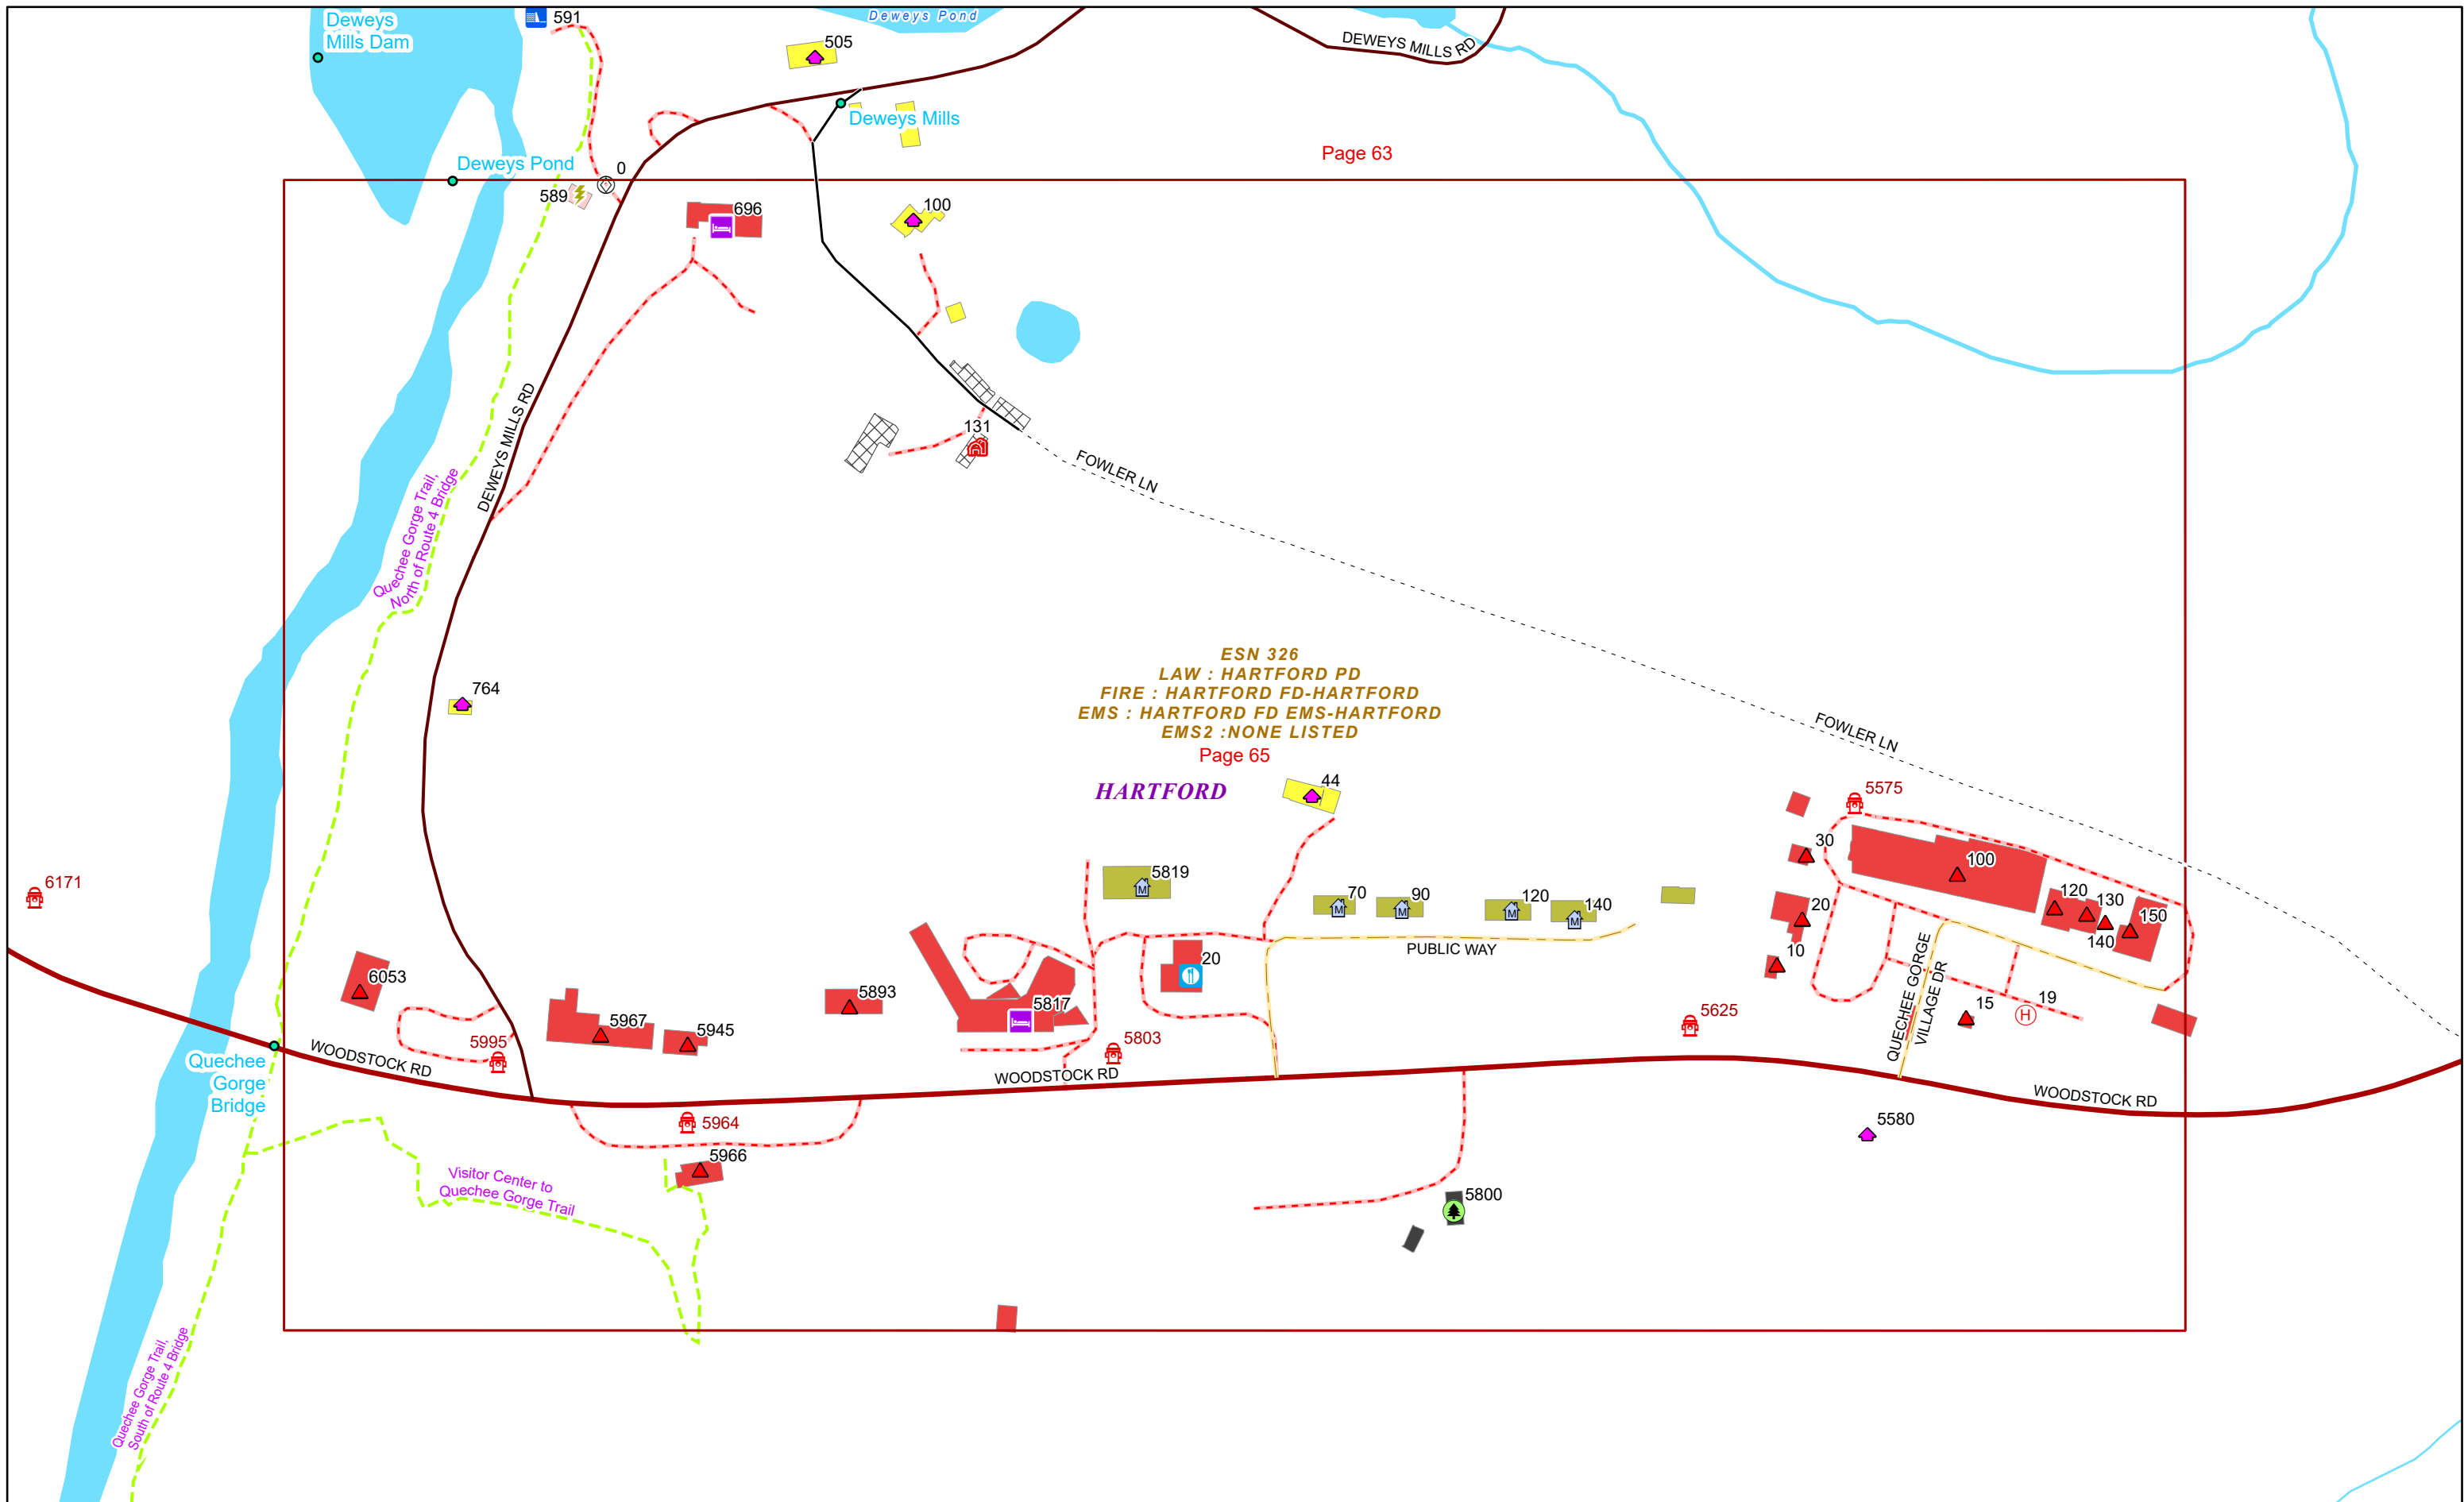 Deweys
Mills Dam
591
Deweys Pond
505
DEWEYS MILLS RD
Deweys Mills
Page 63
Deweys Pond
0
589
696
100
DEWEYS MILLS RD
131
FOWLER LN
Quechee Gorge Trail,
North of Route 4 Bridge
ESN 326
LAW : HARTFORD PD
FIRE : HARTFORD FD-HARTFORD
EMS : HARTFORD FD EMS-HARTFORD
EMS2 :NONE LISTED
Page 65
HARTFORD
764
44
FOWLER LN
5575
30
100
6171
5819
70
90
120
140
20
120
130
140
150
10
PUBLIC WAY
QUECHEE GORGE
VILLAGE DR
6053
5967
5945
5893
5817
20
5625
15
19
H
5995
5803
Quechee
Gorge
Bridge
WOODSTOCK RD
WOODSTOCK RD
WOODSTOCK RD
5964
5966
5580
Visitor Center to
Quechee Gorge Trail
5800
Quechee Gorge Trail,
South of Route 4 Bridge
M
M
M
M
M